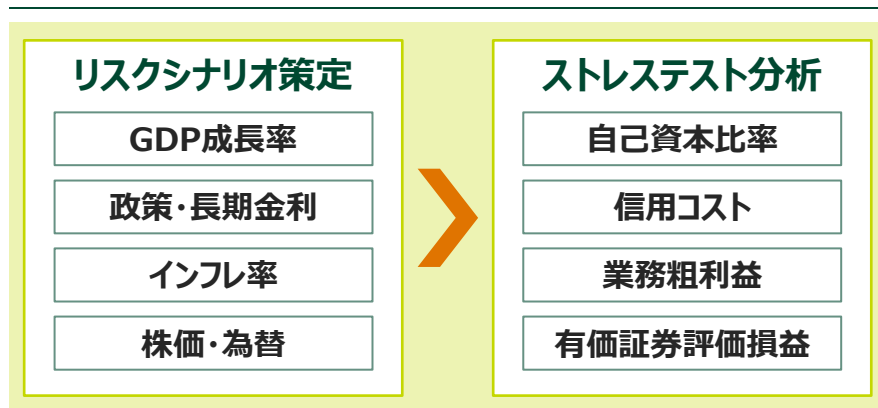 リスクシナリオ策定
GDP成長率
政策・長期金利
インフレ率
株価・為替
ストレステスト分析
自己資本比率
信用コスト
業務粗利益
有価証券評価損益